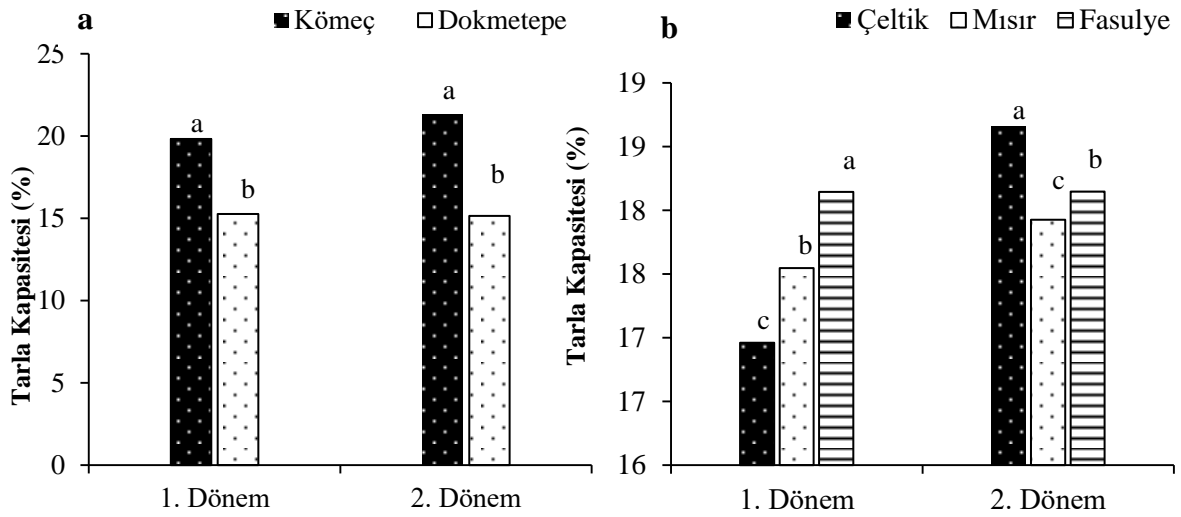 a
Kömeç Dokmetepe
Tarla Kapasitesi (%)
25
20
15
10
5
0
a
b
a
b
1. Dönem 2. Dönem
b
Çeltik Mısır Fasulye
Tarla Kapasitesi (%)
19
19
18
18
17
17
16
c
b
a
a
c
b
1. Dönem 2. Dönem